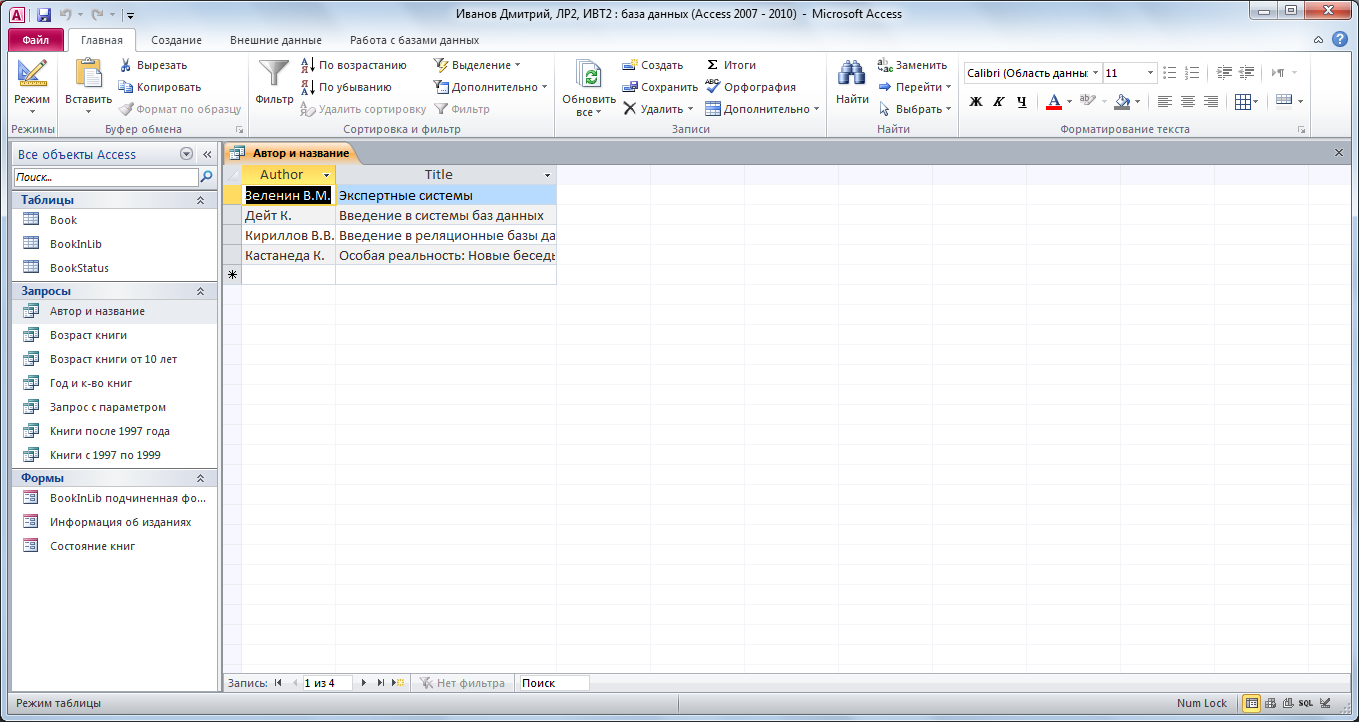 Иванов Дмитрий, ЛР2, ИВТ2 : база данных (Access 2007 - 2010) - Microsoft Access
Файл Главная Создание Внешние данные Работа с базами данных
Режим
Режимы
Вставить
Вырезать
Копировать
Формат по образцу
Буфер обмена
Фильтр
По возрастанию
По убыванию
Удалить сортировку
Выделение
Дополнительно
Фильтр
Сортировка и фильтр
Обновить
все
Создать
Сохранить
Удалить
Итоги
Орфография
Дополнительно
Записи
Найти
Заменить
Перейти
Выбрать
Найти
Calibri (Область данны: 11
Ж К Ч
Форматирование текста
Все объекты Access
Поиск...
Таблицы
Book
BookInLib
BookStatus
Запросы
Автор и название
Возраст книги
Возраст книги от 10 лет
Год и к-во книг
Запрос с параметром
Книги после 1997 года
Книги с 1997 по 1999
Формы
BookInLib подчиненная фо...
Информация об изданиях
Состояние книг
Автор и название
Author Title
Зеленин В.М. Экспертные системы
Дейт К. Введение в системы баз данных
Кириллов В.В. Введение в реляционные базы да
Кастанеда К. Особая реальность: Новые беседы
Запись: 1 из 4 Нет фильтра Поиск
Режим таблицы Num Lock SQL